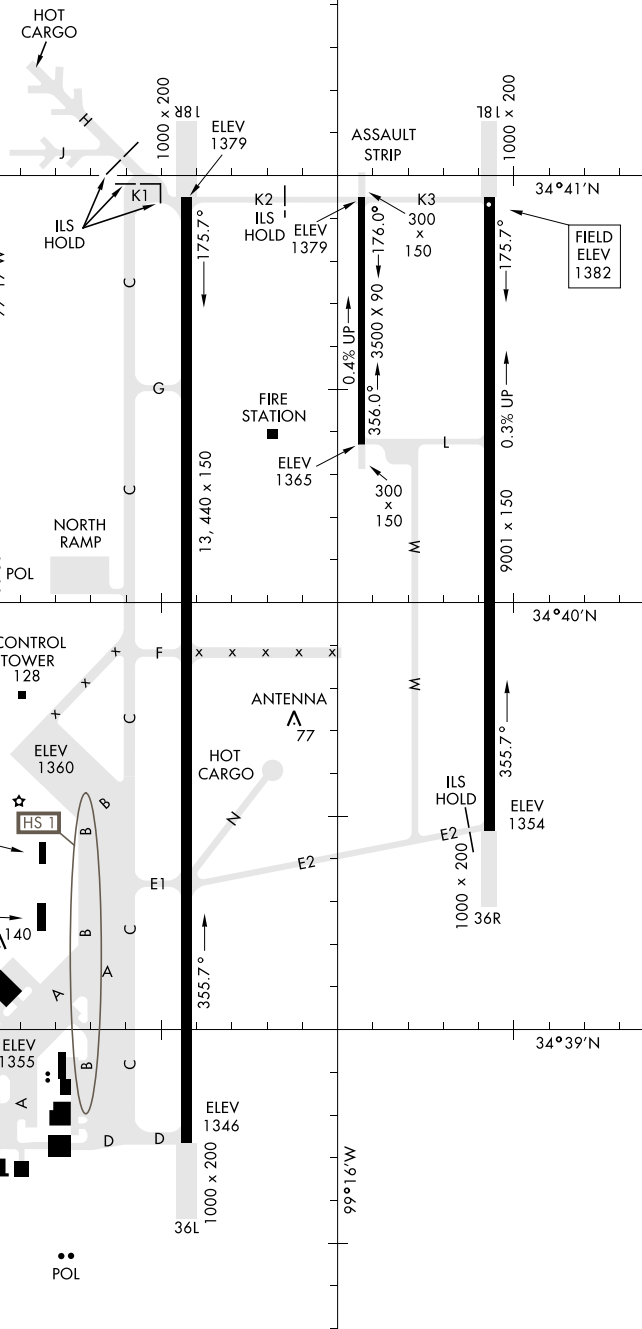 HOT
CARGO
H
J
1000 x 200
18R
ELEV
1379
ASSAULT
STRIP
18L
1000 x 200
34°41'N
K1
K2
K3
ILS
HOLD
ILS
HOLD
ELEV
1379
300
x
150
FIELD
ELEV
1382
175.7°
176.0°
175.7°
C
3500 X 90
0.4% UP
G
356.0°
FIRE
STATION
0.3% UP
L
ELEV
1365
300
x
150
C
13, 440 x 150
9001 x 150
NORTH
RAMP
W
POL
34°40'N
CONTROL
TOWER
128
x
x
x
F
x x x x x
W
C
ANTENNA
77
355.7°
ELEV
1360
HOT
CARGO
ILS
HOLD
ELEV
1354
B
HS 1
B
N
E2
E2
E1
1000 x 200
36R
140
B
C
A
A
355.7°
ELEV
1355
34°39'N
B
C
A
ELEV
1346
D
D
1000 x 200
99°16'W
36L
POL